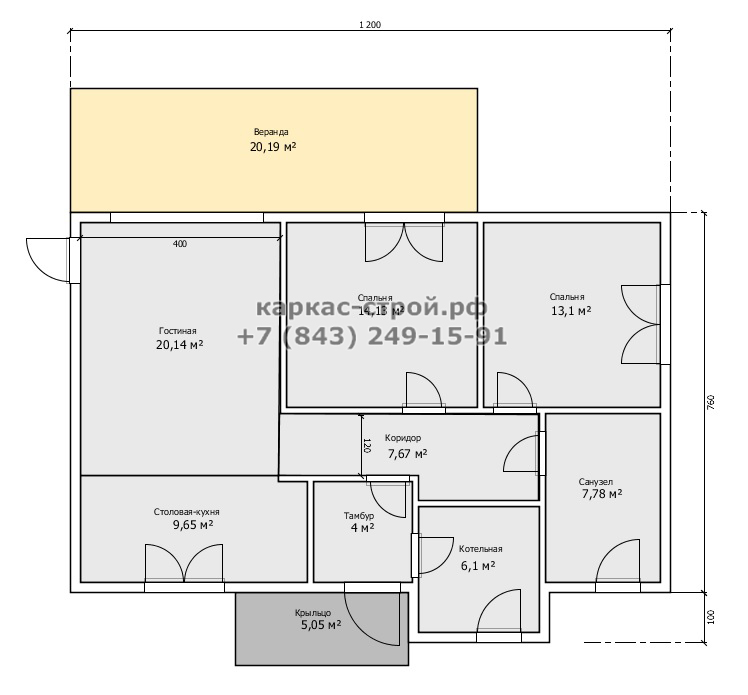 1 200
Веранда
20,19 м²
400
Спальня
14,13 м²
Спальня
13,1 м²
каркас-строй.рф
+7 (843) 249-15-91
Гостиная
20,14 м²
760
Коридор
7,67 м²
120
Санузел
7,78 м²
Столовая-кухня
9,65 м²
Тамбур
4 м²
Котельная
6,1 м²
Крыльцо
5,05 м²
100